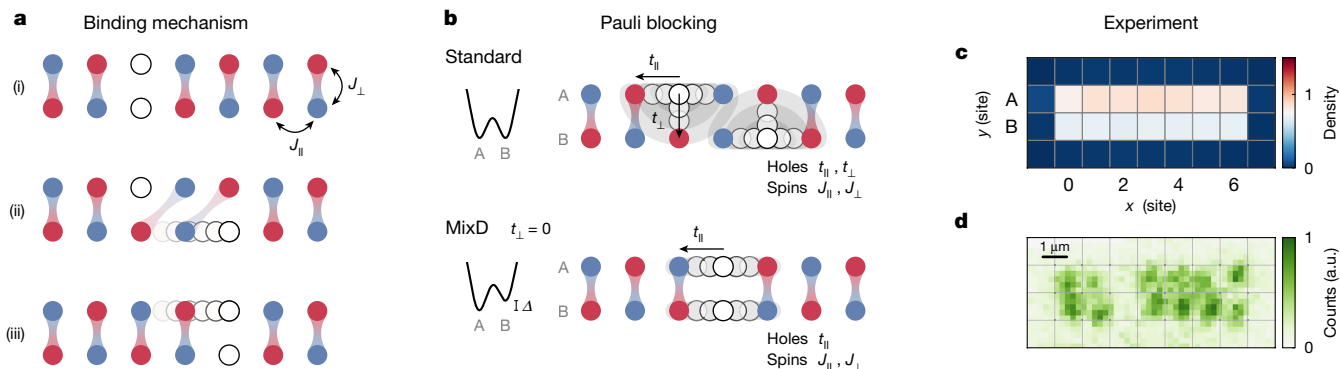 a Binding mechanism
(i)
J⊥
J∥
(ii)
(iii)
b Pauli blocking
Standard
t∥
A
t⊥
B
A B
Holes t∥ , t⊥
Spins J∥ , J⊥
MixD t⊥ = 0
t∥
A
Δ
B
A B
Holes t∥
Spins J∥ , J⊥
Experiment
c
A
B
y (site)
0 2 4 6
x (site)
1
0
Density
d
1 μm
1
0
Counts (a.u.)